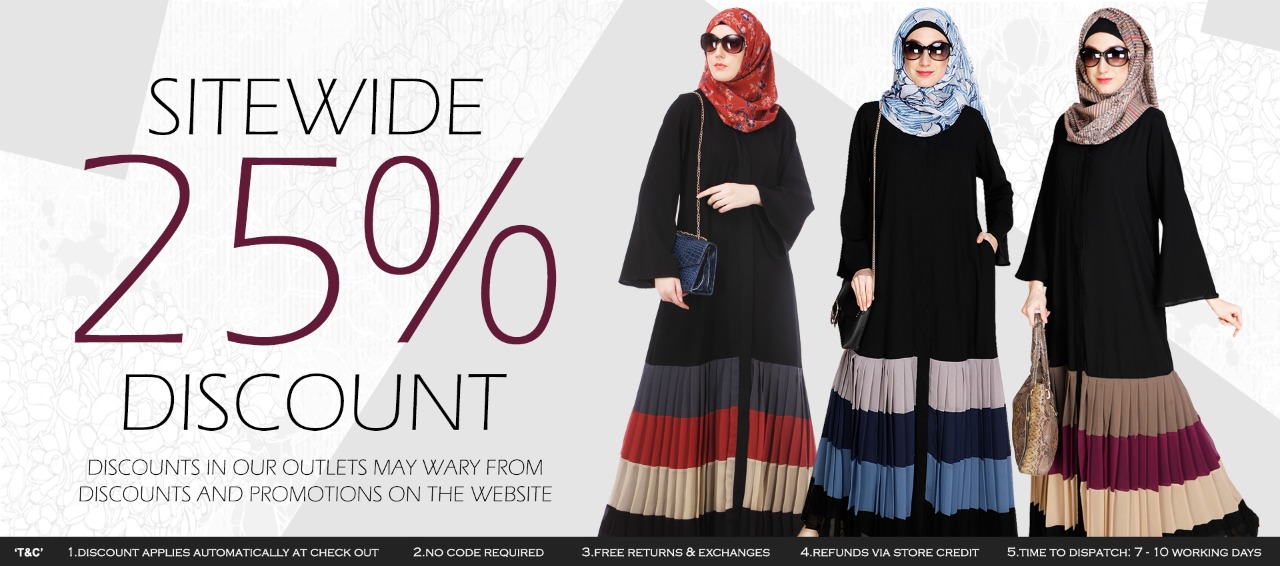 SITEWIDE
25%
DISCOUNT
DISCOUNTS IN OUR OUTLETS MAY WARY FROM
DISCOUNTS AND PROMOTIONS ON THE WEBSITE
'T&C' 1.DISCOUNT APPLIES AUTOMATICALLY AT CHECK OUT 2.NO CODE REQUIRED 3.FREE RETURNS & EXCHANGES 4.REFUNDS VIA STORE CREDIT 5.TIME TO DISPATCH: 7 - 10 WORKING DAYS